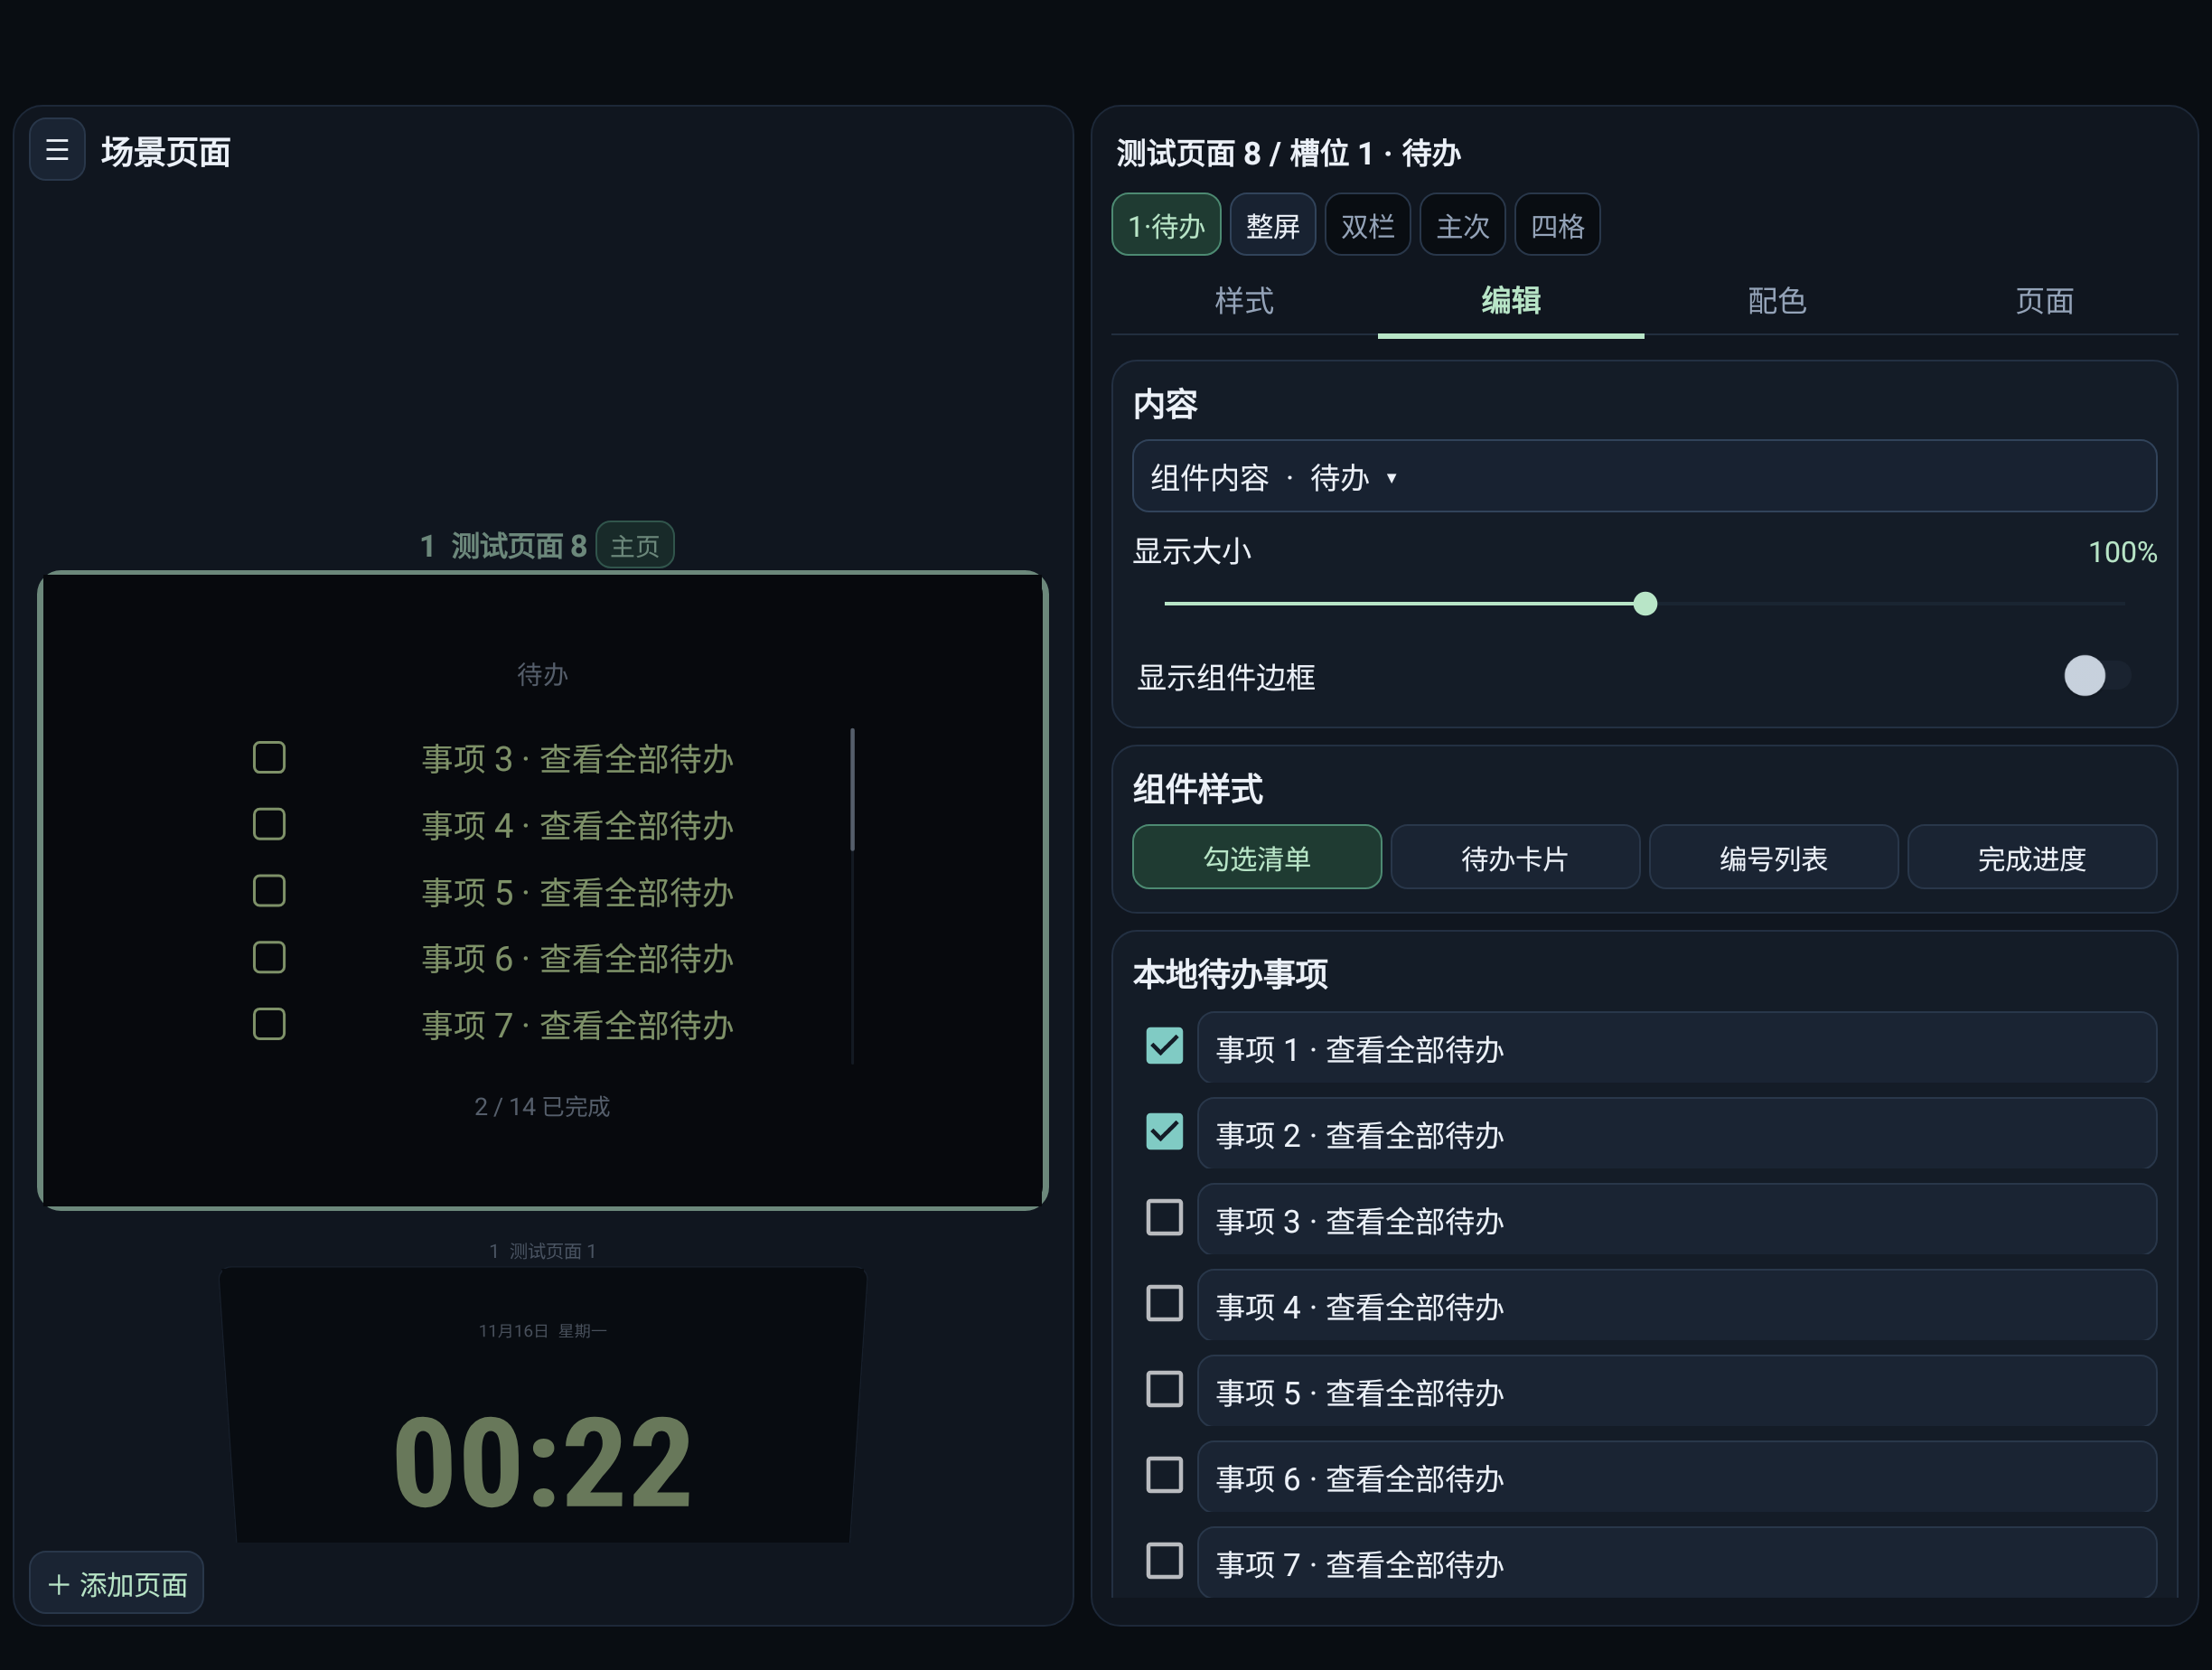 ☰ 场景页面
1 测试页面 8 主页
待办
事项 3 · 查看全部待办
事项 4 · 查看全部待办
事项 5 · 查看全部待办
事项 6 · 查看全部待办
事项 7 · 查看全部待办
2 / 14 已完成
1 测试页面 1
11月16日 星期一
00:22
＋ 添加页面
测试页面 8 / 槽位 1 · 待办
1·待办 整屏 双栏 主次 四格
样式 编辑 配色 页面
内容
组件内容 · 待办 ▾
显示大小 100%
显示组件边框
组件样式
勾选清单 待办卡片 编号列表 完成进度
本地待办事项
事项 1 · 查看全部待办
事项 2 · 查看全部待办
事项 3 · 查看全部待办
事项 4 · 查看全部待办
事项 5 · 查看全部待办
事项 6 · 查看全部待办
事项 7 · 查看全部待办